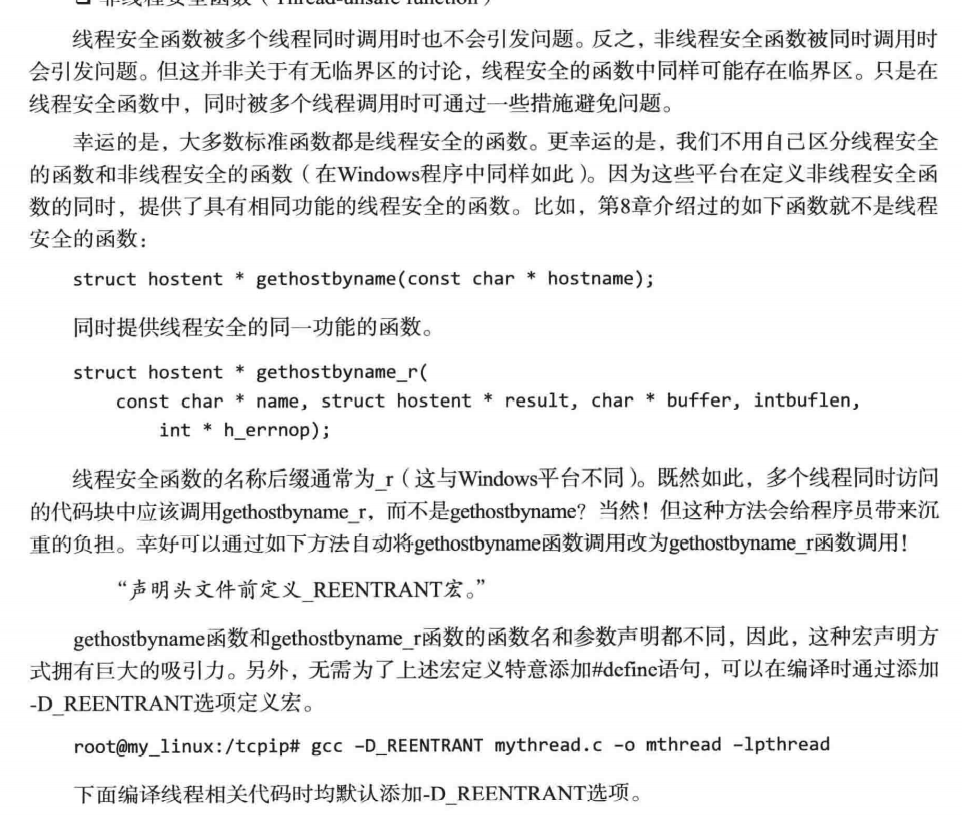 线程安全函数被多个线程同时调用时也不会引发问题。反之，非线程安全函数被同时调用时
会引发问题。但这并非关于有无临界区的讨论，线程安全的函数中同样可能存在临界区。只是在
线程安全函数中，同时被多个线程调用时可通过一些措施避免问题。
幸运的是，大多数标准函数都是线程安全的函数。更幸运的是，我们不用自己区分线程安全
的函数和非线程安全的函数（在Windows程序中同样如此）。因为这些平台在定义非线程安全函
数的同时，提供了具有相同功能的线程安全的函数。比如，第8章介绍过的如下函数就不是线程
安全的函数：
struct hostent * gethostbyname(const char * hostname);
同时提供线程安全的同一功能的函数。
struct hostent * gethostbyname_r(
const char * name, struct hostent * result, char * buffer, intbuflen,
int * h_errnop);
线程安全函数的名称后缀通常为_r（这与Windows平台不同）。既然如此，多个线程同时访问
的代码块中应该调用gethostbyname_r，而不是gethostbyname？当然！但这种方法会给程序员带来沉
重的负担。幸好可以通过如下方法自动将gethostbyname函数调用改为gethostbyname_r函数调用！
“声明头文件前定义_REENTRANT宏。”
gethostbyname函数和gethostbyname_r函数的函数名和参数声明都不同，因此，这种宏声明方
式拥有巨大的吸引力。另外，无需为了上述宏定义特意添加#define语句，可以在编译时通过添加
-D_REENTRANT选项定义宏。
root@my_linux:/tcpip# gcc –D_REENTRANT mythread.c –o mthread –lpthread
下面编译线程相关代码时均默认添加-D_REENTRANT选项。